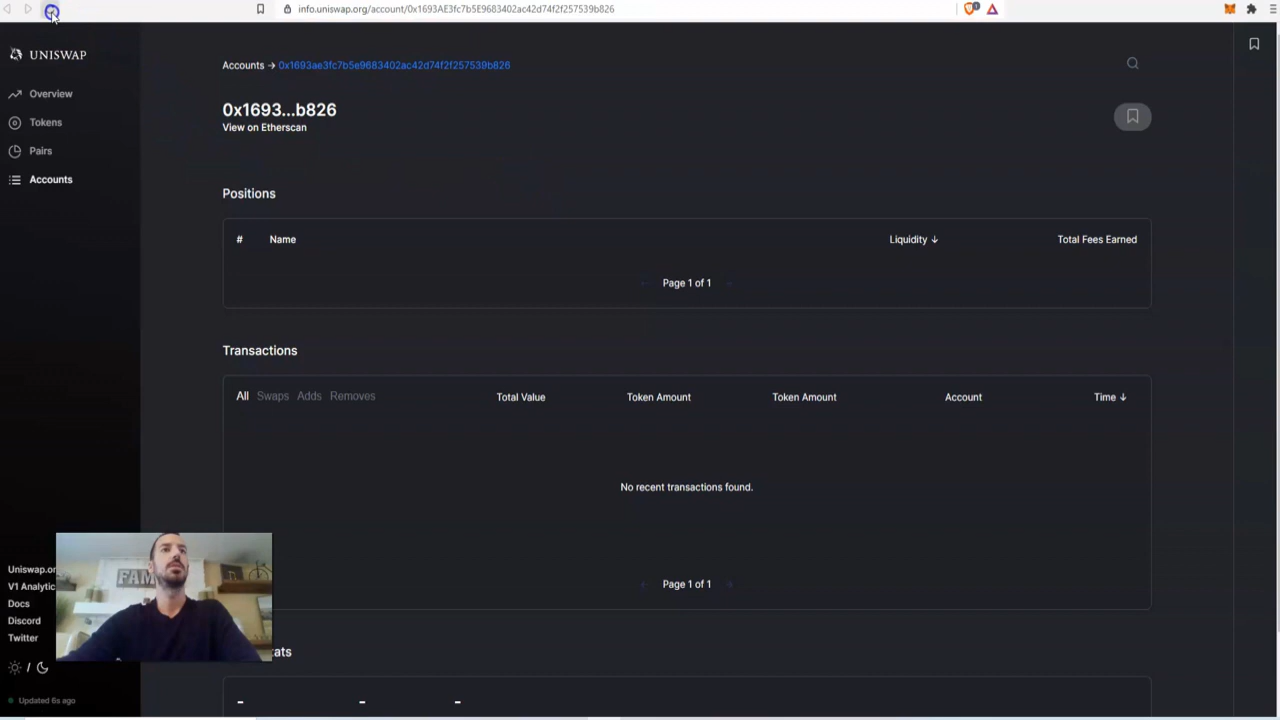 info.uniswap.org/account/0x1693AE3fc7b5E9683402ac42d74f2f257539b826
UNISWAP
Overview
Tokens
Pairs
Accounts
Accounts → 0x1693ae3fc7b5e9683402ac42d74f2f257539b826
0x1693...b826
View on Etherscan
Positions
# Name Liquidity ↓ Total Fees Earned
Page 1 of 1
Transactions
All Swaps Adds Removes Total Value Token Amount Token Amount Account Time ↓
No recent transactions found.
Page 1 of 1
Uniswap.or
V1 Analytic
Docs
Discord
Twitter
/
Updated 6s ago
FAM
ats
- - -